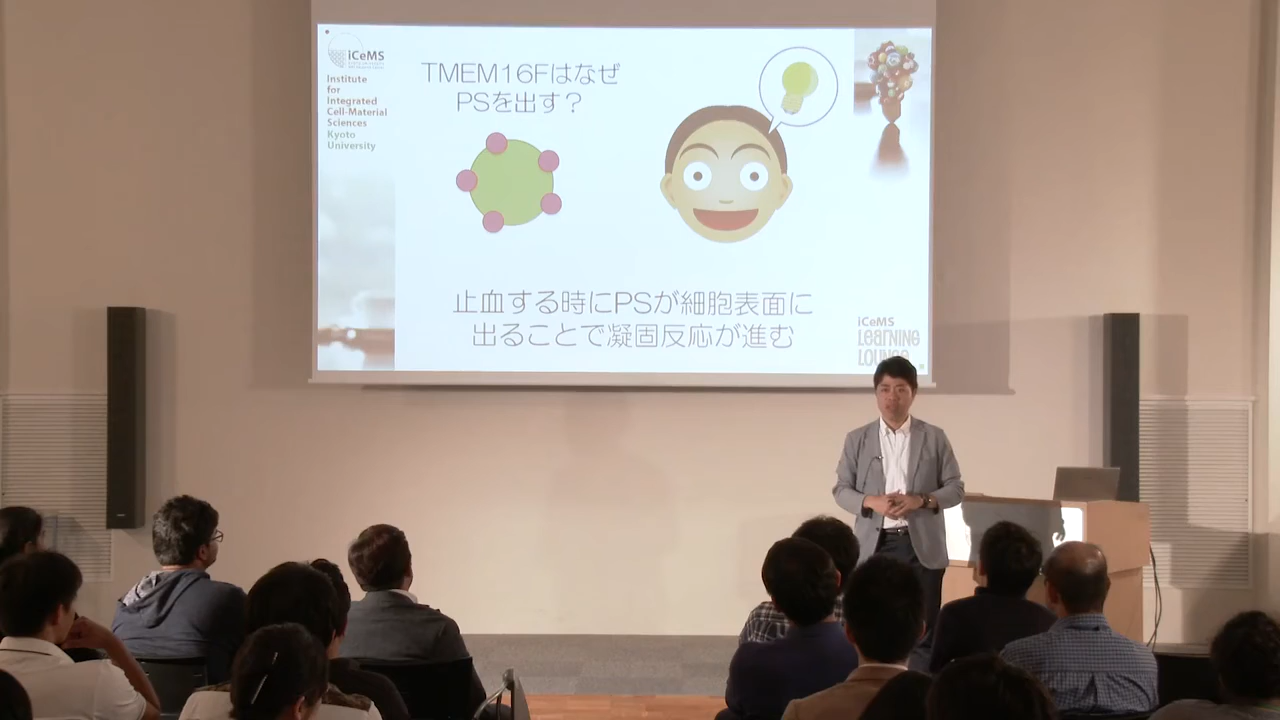 iCeMS
Institute
for
Integrated
Cell-Material
Sciences
Kyoto
University
TMEM16Fはなぜ
PSを出す？
止血する時にPSが細胞表面に
出ることで凝固反応が進む
iCeMS
LEARNING
LOUNGE